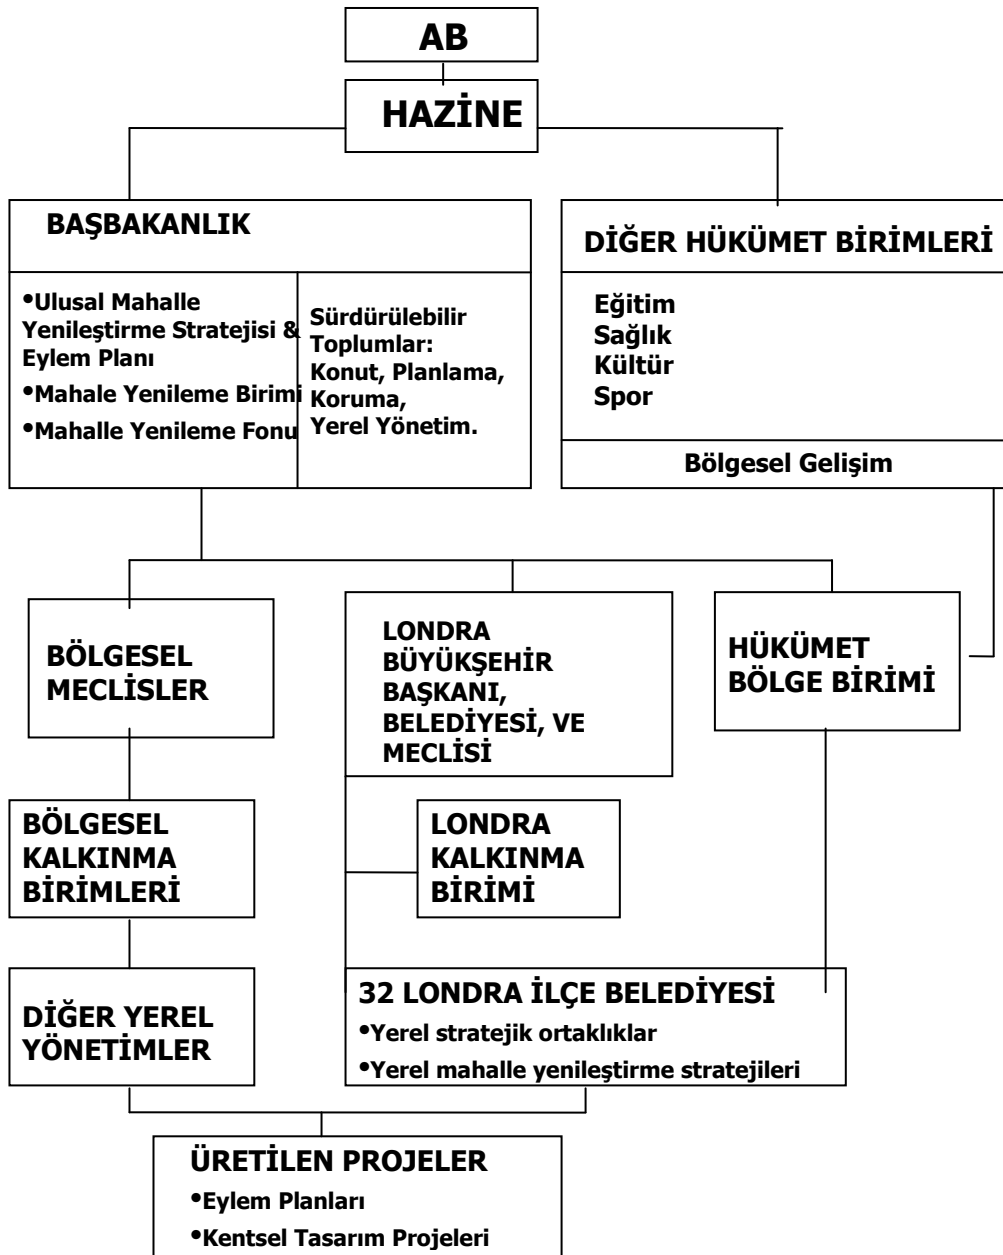 AB
HAZİNE
BAŞBAKANLIK
•Ulusal Mahalle
Yenileştirme Stratejisi &
Eylem Planı
•Mahale Yenileme Birimi
•Mahalle Yenileme Fonu
Sürdürülebilir
Toplumlar:
Konut, Planlama,
Koruma,
Yerel Yönetim.
DİĞER HÜKÜMET BİRİMLERİ
Eğitim
Sağlık
Kültür
Spor
Bölgesel Gelişim
BÖLGESEL
MECLİSLER
LONDRA
BÜYÜKŞEHİR
BAŞKANI,
BELEDİYESİ, VE
MECLİSİ
HÜKÜMET
BÖLGE BİRİMİ
BÖLGESEL
KALKINMA
BİRİMLERİ
LONDRA
KALKINMA
BİRİMİ
DİĞER YEREL
YÖNETİMLER
32 LONDRA İLÇE BELEDİYESİ
•Yerel stratejik ortaklıklar
•Yerel mahalle yenileştirme stratejileri
ÜRETİLEN PROJELER
•Eylem Planları
•Kentsel Tasarım Projeleri